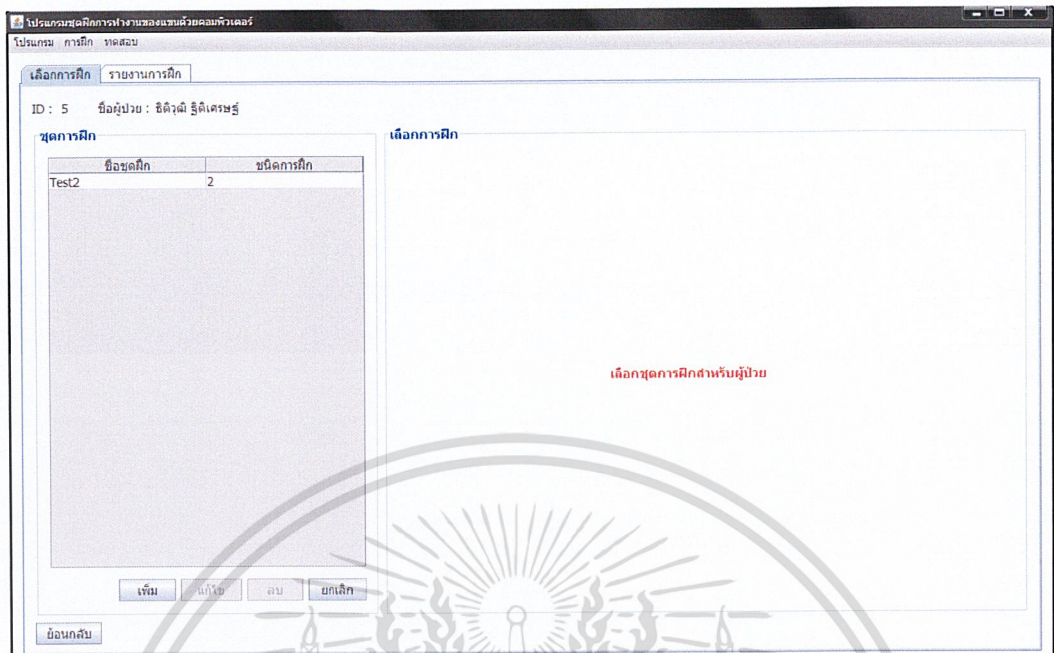 โปรแกรมชุดฝึกการทำงานของแขนด้วยคอมพิวเตอร์
โปรแกรม การฝึก ทดสอบ
เลือกการฝึก รายงานการฝึก
ID : 5 ชื่อผู้ป่วย : ธิติวุฒิ ฐิติเศรษฐ์
ชุดการฝึก เลือกการฝึก
ชื่อชุดฝึก ชนิดการฝึก
Test2 2
เลือกชุดการฝึกสำหรับผู้ป่วย
เพิ่ม แก้ไข ลบ ยกเลิก
ย้อนกลับ